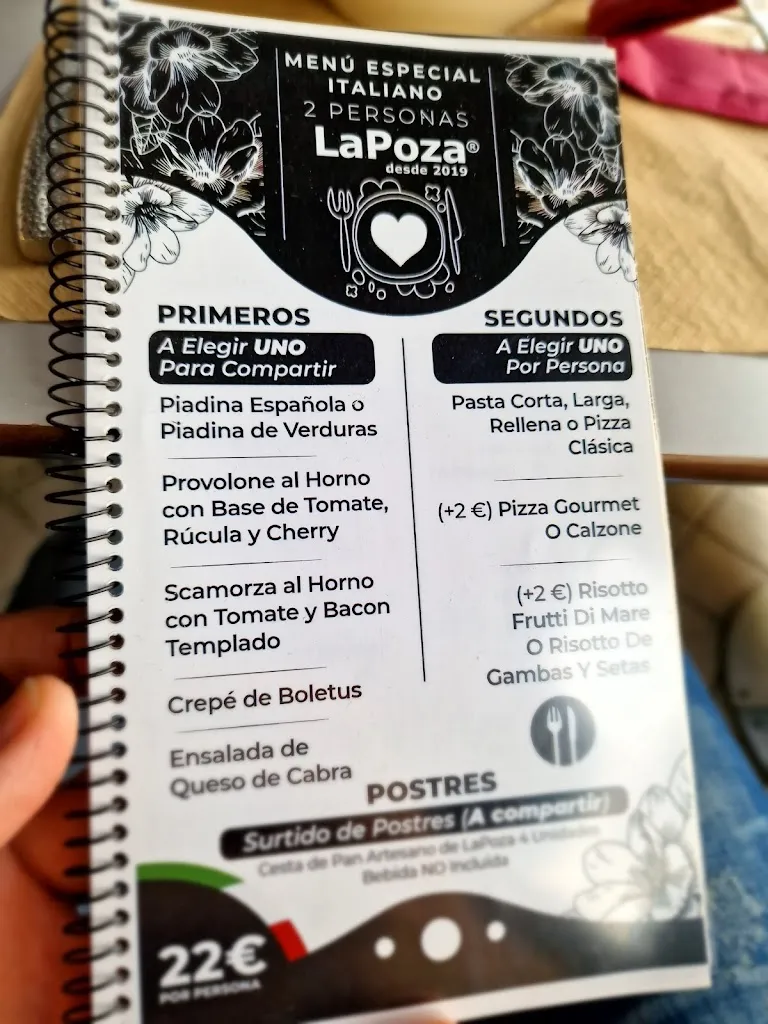 MENÚ ESPECIAL
ITALIANO
2 PERSONAS
LaPoza®
desde 2019
PRIMEROS
A Elegir UNO
Para Compartir
Piadina Española o
Piadina de Verduras
Provolone al Horno
con Base de Tomate,
Rúcula y Cherry
Scamorza al Horno
con Tomate y Bacon
Templado
Crepé de Boletus
Ensalada de
Queso de Cabra
SEGUNDOS
A Elegir UNO
Por Persona
Pasta Corta, Larga,
Rellena o Pizza
Clásica
(+2 €) Pizza Gourmet
O Calzone
(+2 €) Risotto
Frutti Di Mare
O Risotto De
Gambas Y Setas
POSTRES
Surtido de Postres (A compartir)
Cesta de Pan Artesano de LaPoza 4 Unidades
Bebida NO Incluida
22€
POR PERSONA